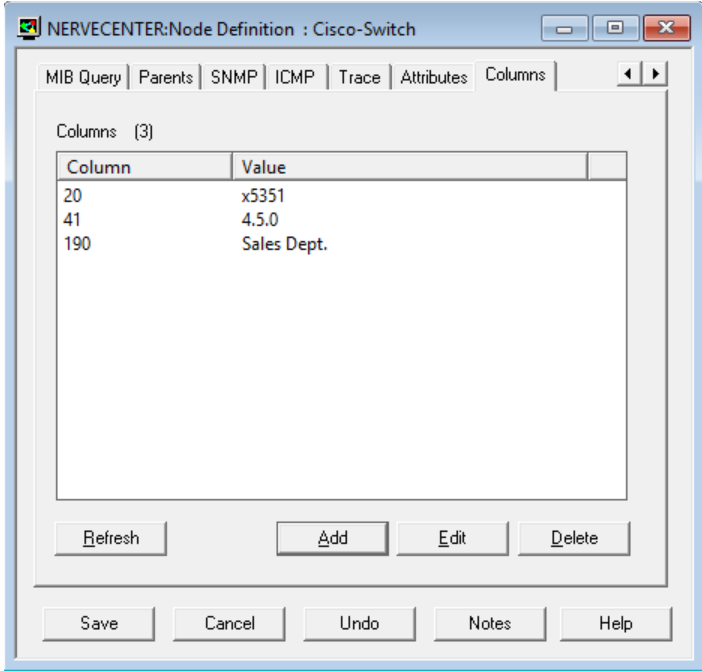 NERVECENTER:Node Definition : Cisco-Switch
MIB Query Parents SNMP ICMP Trace Attributes Columns
Columns (3)
Column Value
20 x5351
41 4.5.0
190 Sales Dept.
Refresh Add Edit Delete
Save Cancel Undo Notes Help